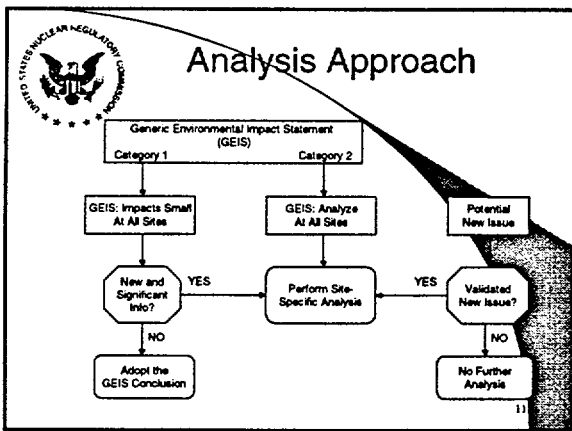 UNITED STATES NUCLEAR REGULATORY COMMISSION
Analysis Approach
Generic Environmental Impact Statement
(GEIS)
Category 1
Category 2
GEIS: Impacts Small
At All Sites
GEIS: Analyze
At All Sites
Potential
New Issue
New and
Significant
Info?
YES
Perform Site-
Specific Analysis
YES
Validated
New Issue?
NO
NO
Adopt the
GEIS Conclusion
No Further
Analysis
11